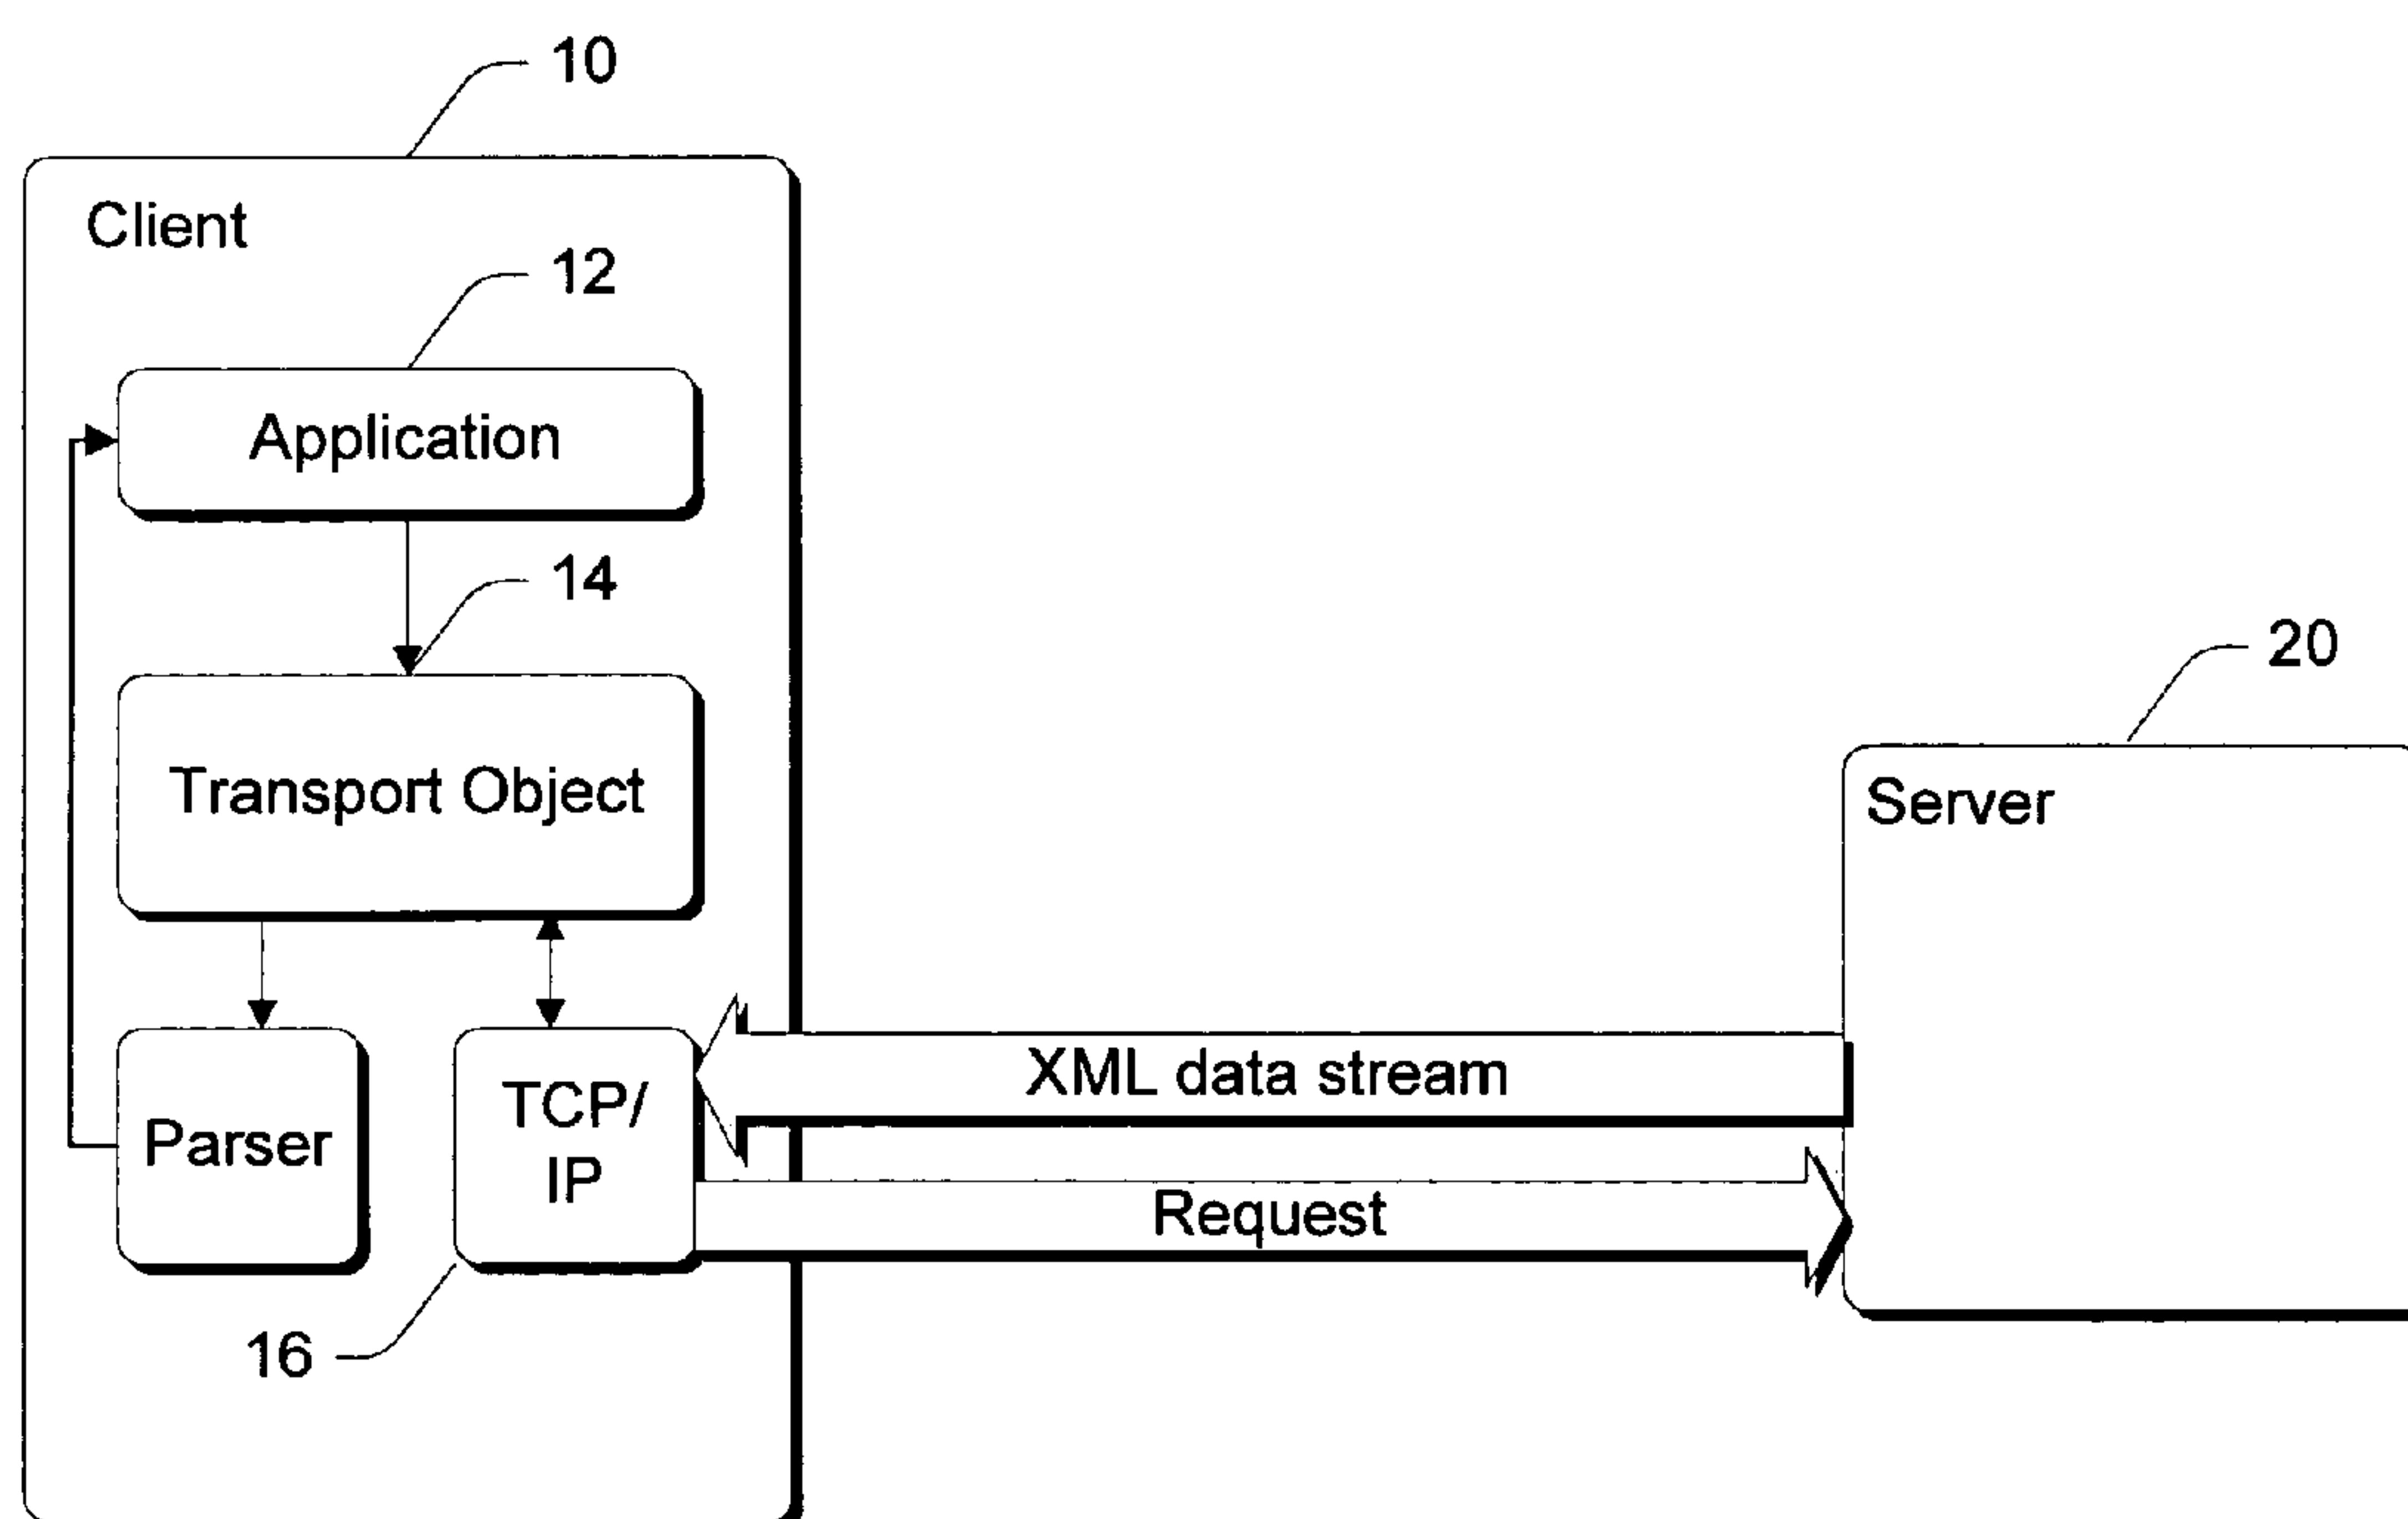 10
Client
12
Application
14
Transport Object
20
Server
XML data stream
TCP/
IP
Parser
Request
16